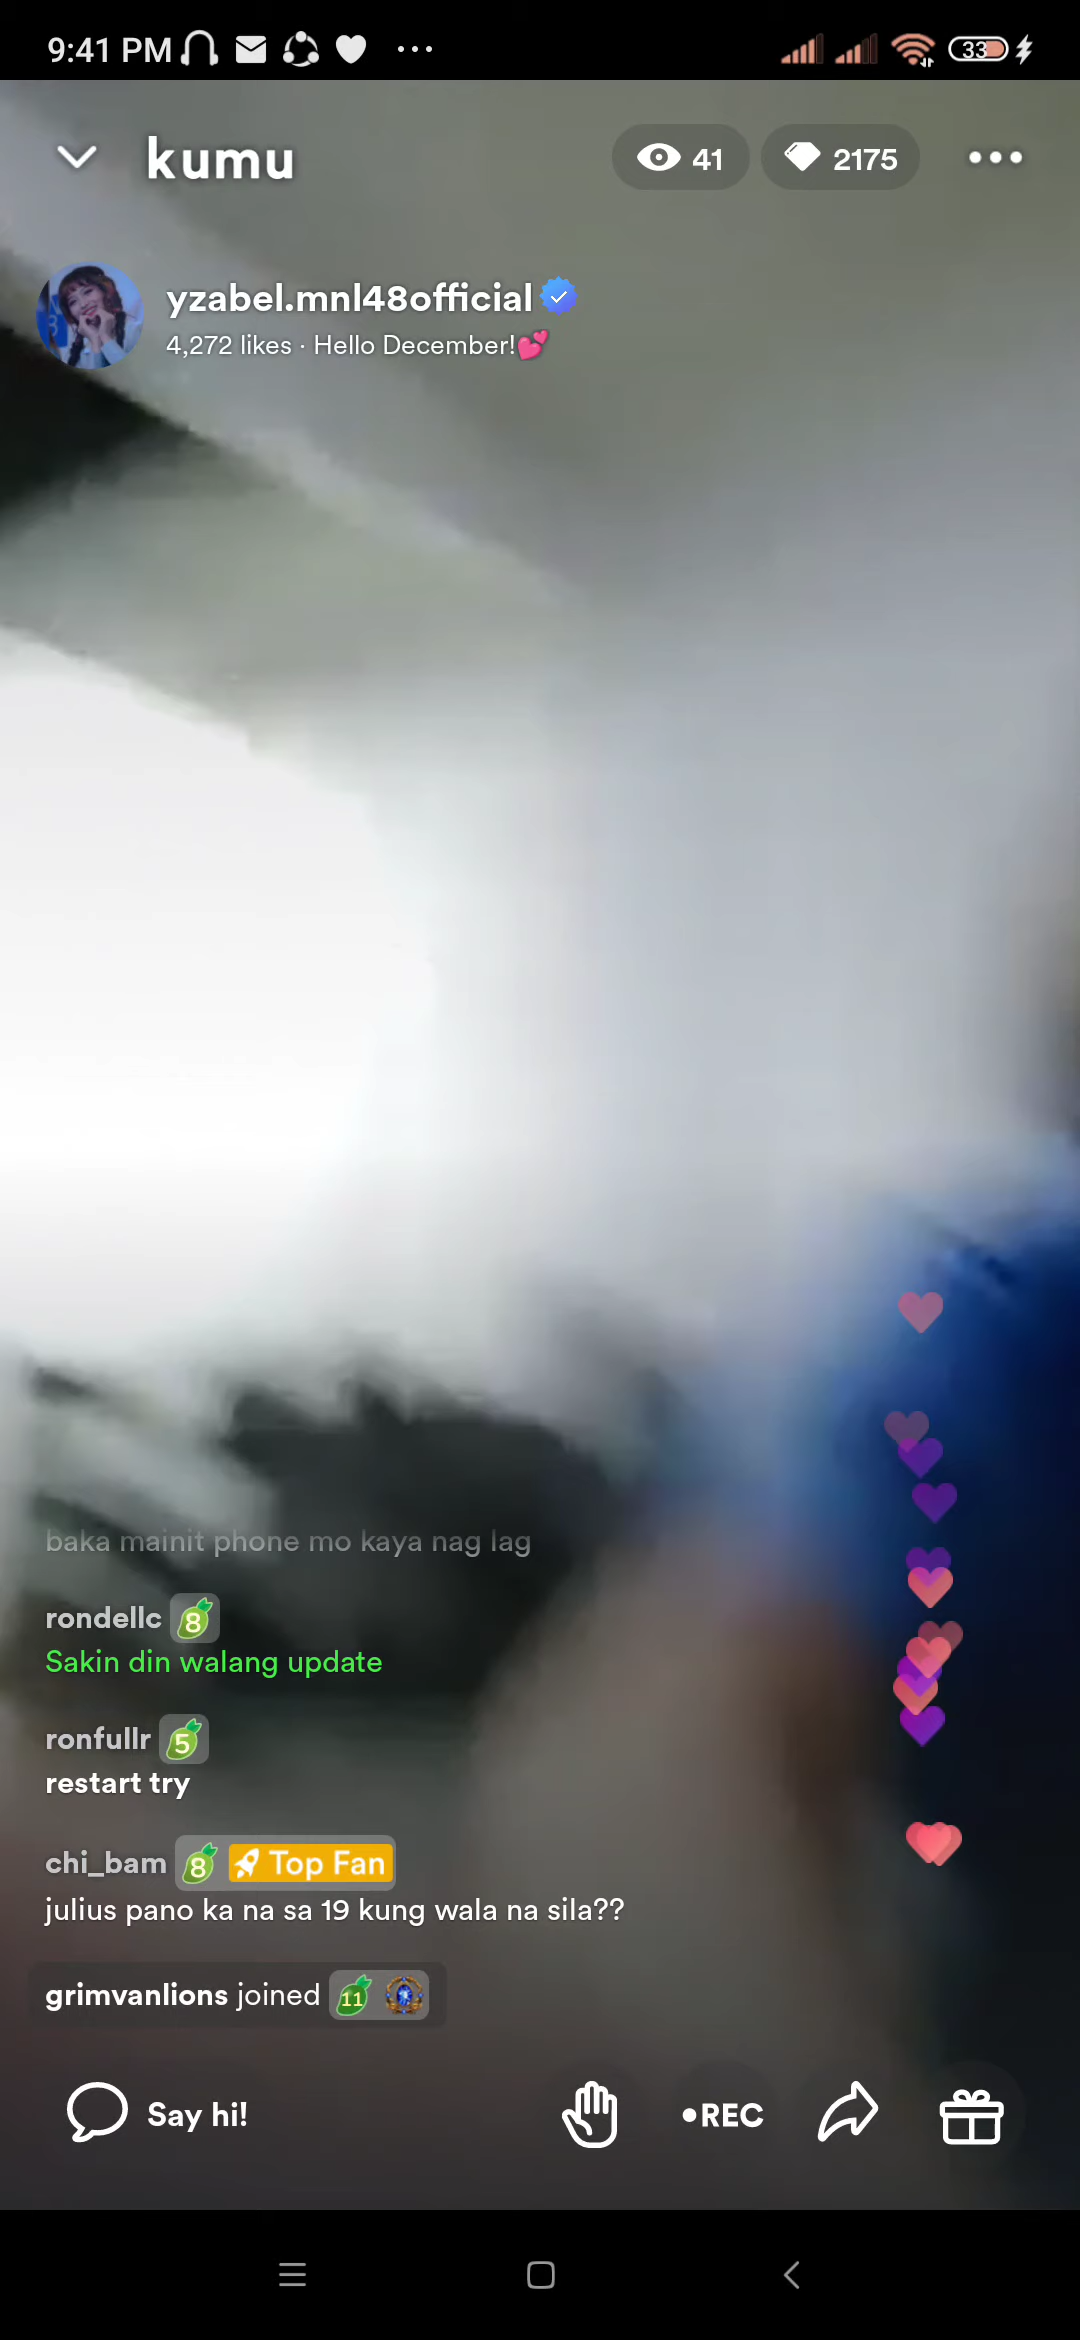 9:41 PM
33
kumu
41
2175
yzabel.mnl48official
4,272 likes · Hello December!💕
baka mainit phone mo kaya nag lag
rondellc 8
Sakin din walang update
ronfullr 5
restart try
chi_bam 8 Top Fan
julius pano ka na sa 19 kung wala na sila??
grimvanlions joined 11
Say hi!
•REC